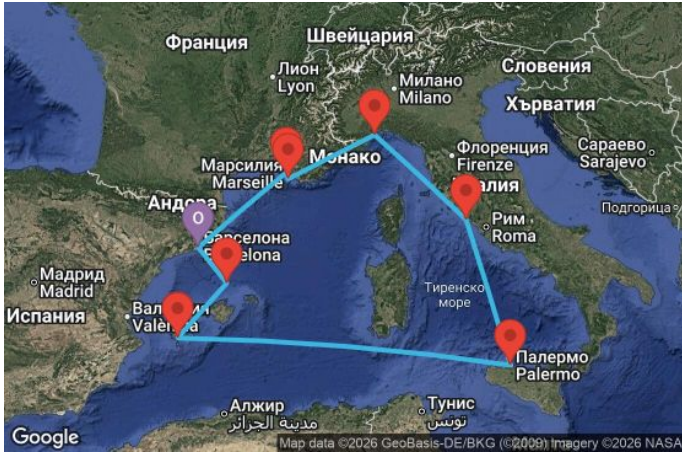 Франция
Швейцария
Лион
Lyon
Милано
Milano
Словения
Хърватия
Марсилия
Marseille
Монако
Флоренция
Firenze
Сараево
Sarajevo
Италия
Андора
Подгорица
O
Барселона
Barcelona
Рим
Roma
Мадрид
Madrid
Тиренско
море
Испания
Валенсия
València
Палермо
Palermo
Алжир
مدينة الجزائر
Тунис
تونس
Google
Map data ©2026 GeoBasis-DE/BKG (©2009) Imagery ©2026 NASA